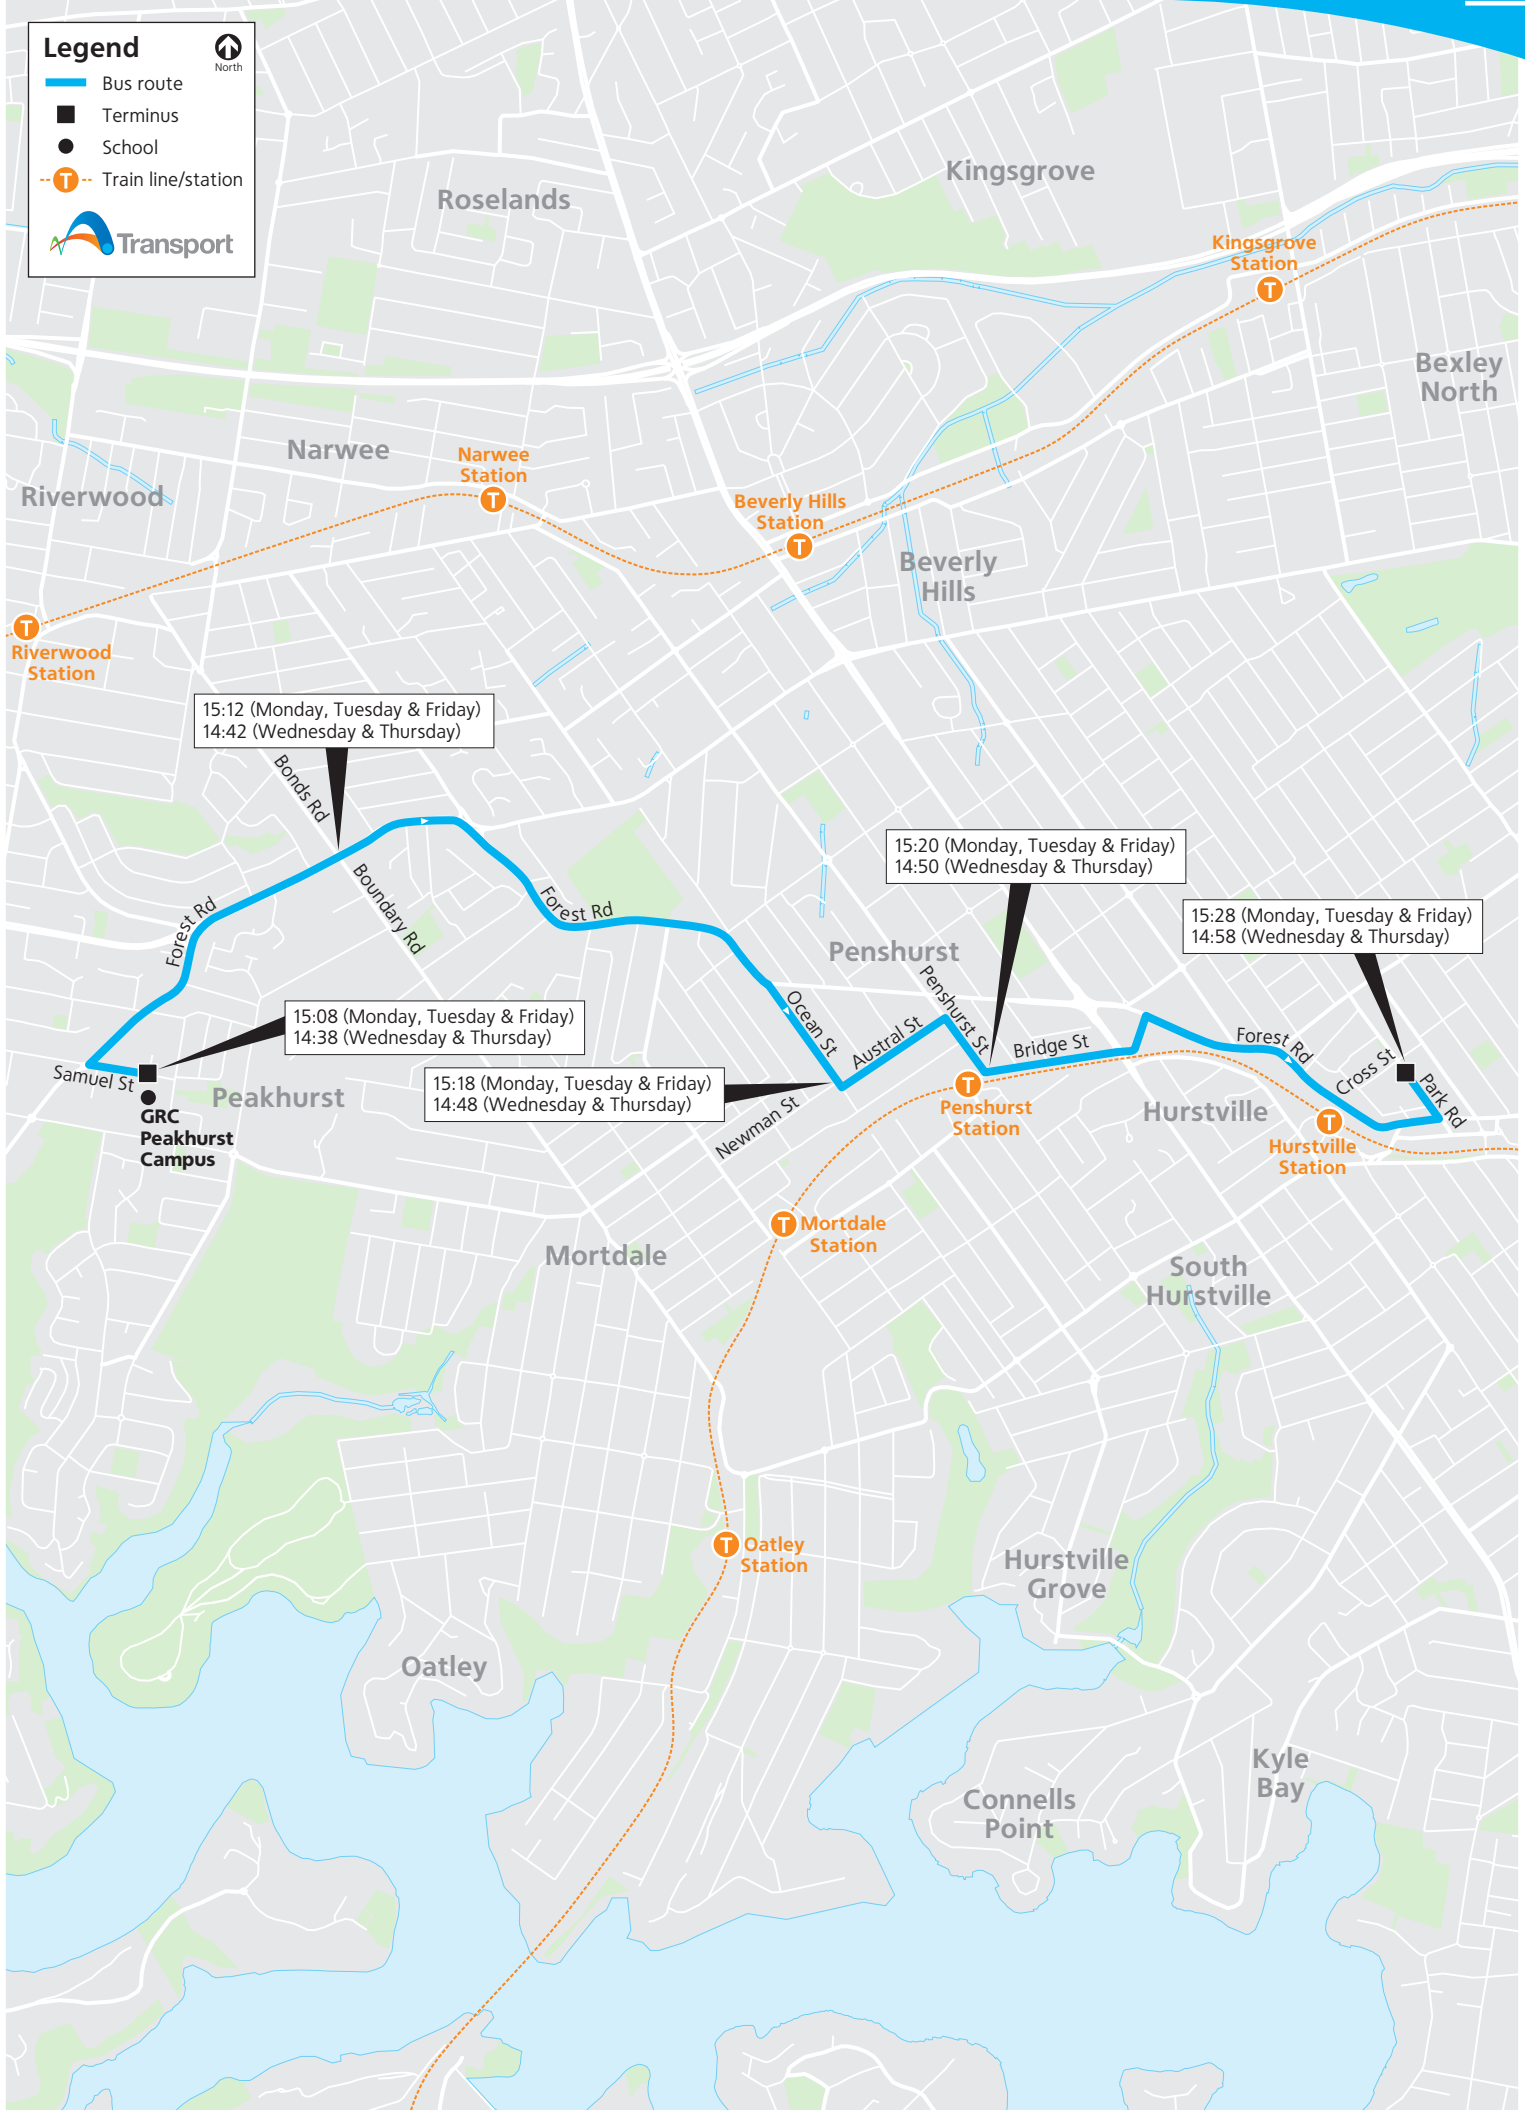 Legend
North
Bus route
Terminus
School
T
Train line/station
Transport
Roselands
Kingsgrove
Kingsgrove
Station
T
Bexley
North
Narwee
Narwee
Station
T
Riverwood
Beverly Hills
Station
T
Beverly
Hills
T
Riverwood
Station
15:12 (Monday, Tuesday & Friday)
14:42 (Wednesday & Thursday)
Bonds Rd
Boundary Rd
Forest Rd
Forest Rd
15:20 (Monday, Tuesday & Friday)
14:50 (Wednesday & Thursday)
15:28 (Monday, Tuesday & Friday)
14:58 (Wednesday & Thursday)
Penshurst
Penshurst St
Ocean St
Austral St
Bridge St
Forest Rd
Cross St
Park Rd
15:08 (Monday, Tuesday & Friday)
14:38 (Wednesday & Thursday)
Samuel St
GRC
Peakhurst
Campus
Peakhurst
15:18 (Monday, Tuesday & Friday)
14:48 (Wednesday & Thursday)
Newman St
T
Penshurst
Station
Hurstville
T
Hurstville
Station
T
Mortdale
Station
Mortdale
South
Hurstville
T
Oatley
Station
Hurstville
Grove
Oatley
Kyle
Bay
Connells
Point